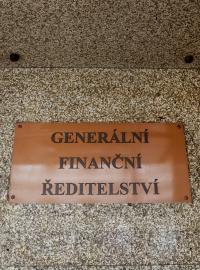 GENERÁLNÍ
FINANČNÍ
ŘEDITELSTVÍ